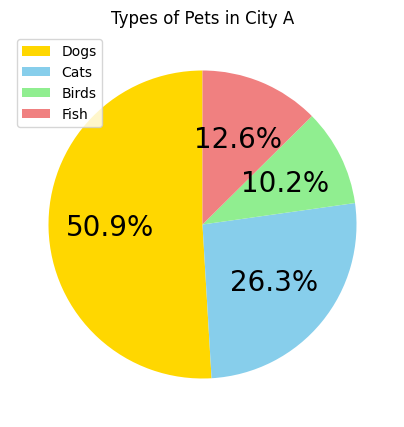 Types of Pets in City A
Dogs
Cats
Birds
Fish
12.6%
10.2%
50.9%
26.3%